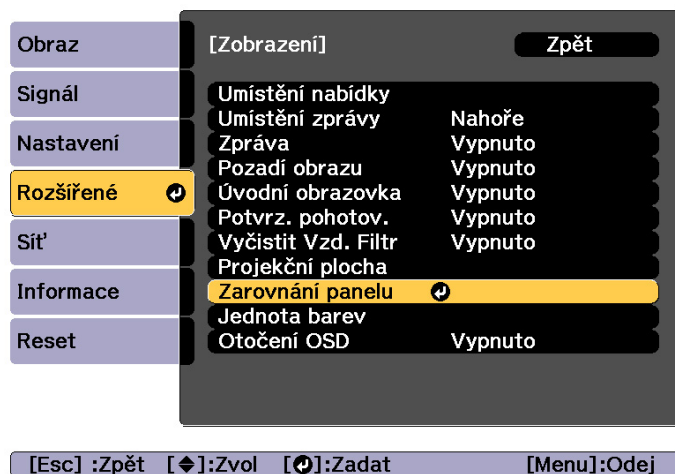 Obraz
Signál
Nastavení
Rozšířené
Síť
Informace
Reset
[Zobrazení] Zpět
Umístění nabídky
Umístění zprávy Nahoře
Zpráva Vypnuto
Pozadí obrazu Vypnuto
Úvodní obrazovka Vypnuto
Potvrz. pohotov. Vypnuto
Vyčistit Vzd. Filtr Vypnuto
Projekční plocha
Zarovnání panelu
Jednota barev
Otočení OSD Vypnuto
[Esc] :Zpět [◆]:Zvol [↵]:Zadat [Menu]:Odej